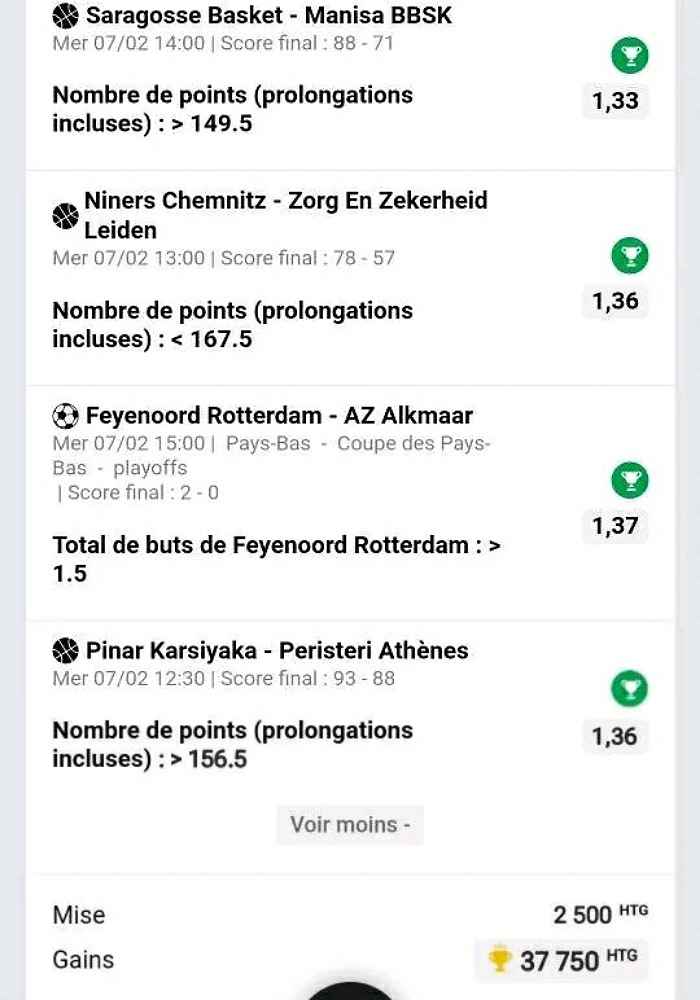 Saragosse Basket - Manisa BBSK
Mer 07/02 14:00 | Score final : 88 - 71
Nombre de points (prolongations
incluses) : > 149.5
1,33
Niners Chemnitz - Zorg En Zekerheid
Leiden
Mer 07/02 13:00 | Score final : 78 - 57
Nombre de points (prolongations
incluses) : < 167.5
1,36
Feyenoord Rotterdam - AZ Alkmaar
Mer 07/02 15:00 | Pays-Bas - Coupe des Pays-
Bas - playoffs
| Score final : 2 - 0
Total de buts de Feyenoord Rotterdam : >
1.5
1,37
Pinar Karsiyaka - Peristeri Athènes
Mer 07/02 12:30 | Score final : 93 - 88
Nombre de points (prolongations
incluses) : > 156.5
1,36
Voir moins -
Mise 2 500 HTG
Gains 37 750 HTG